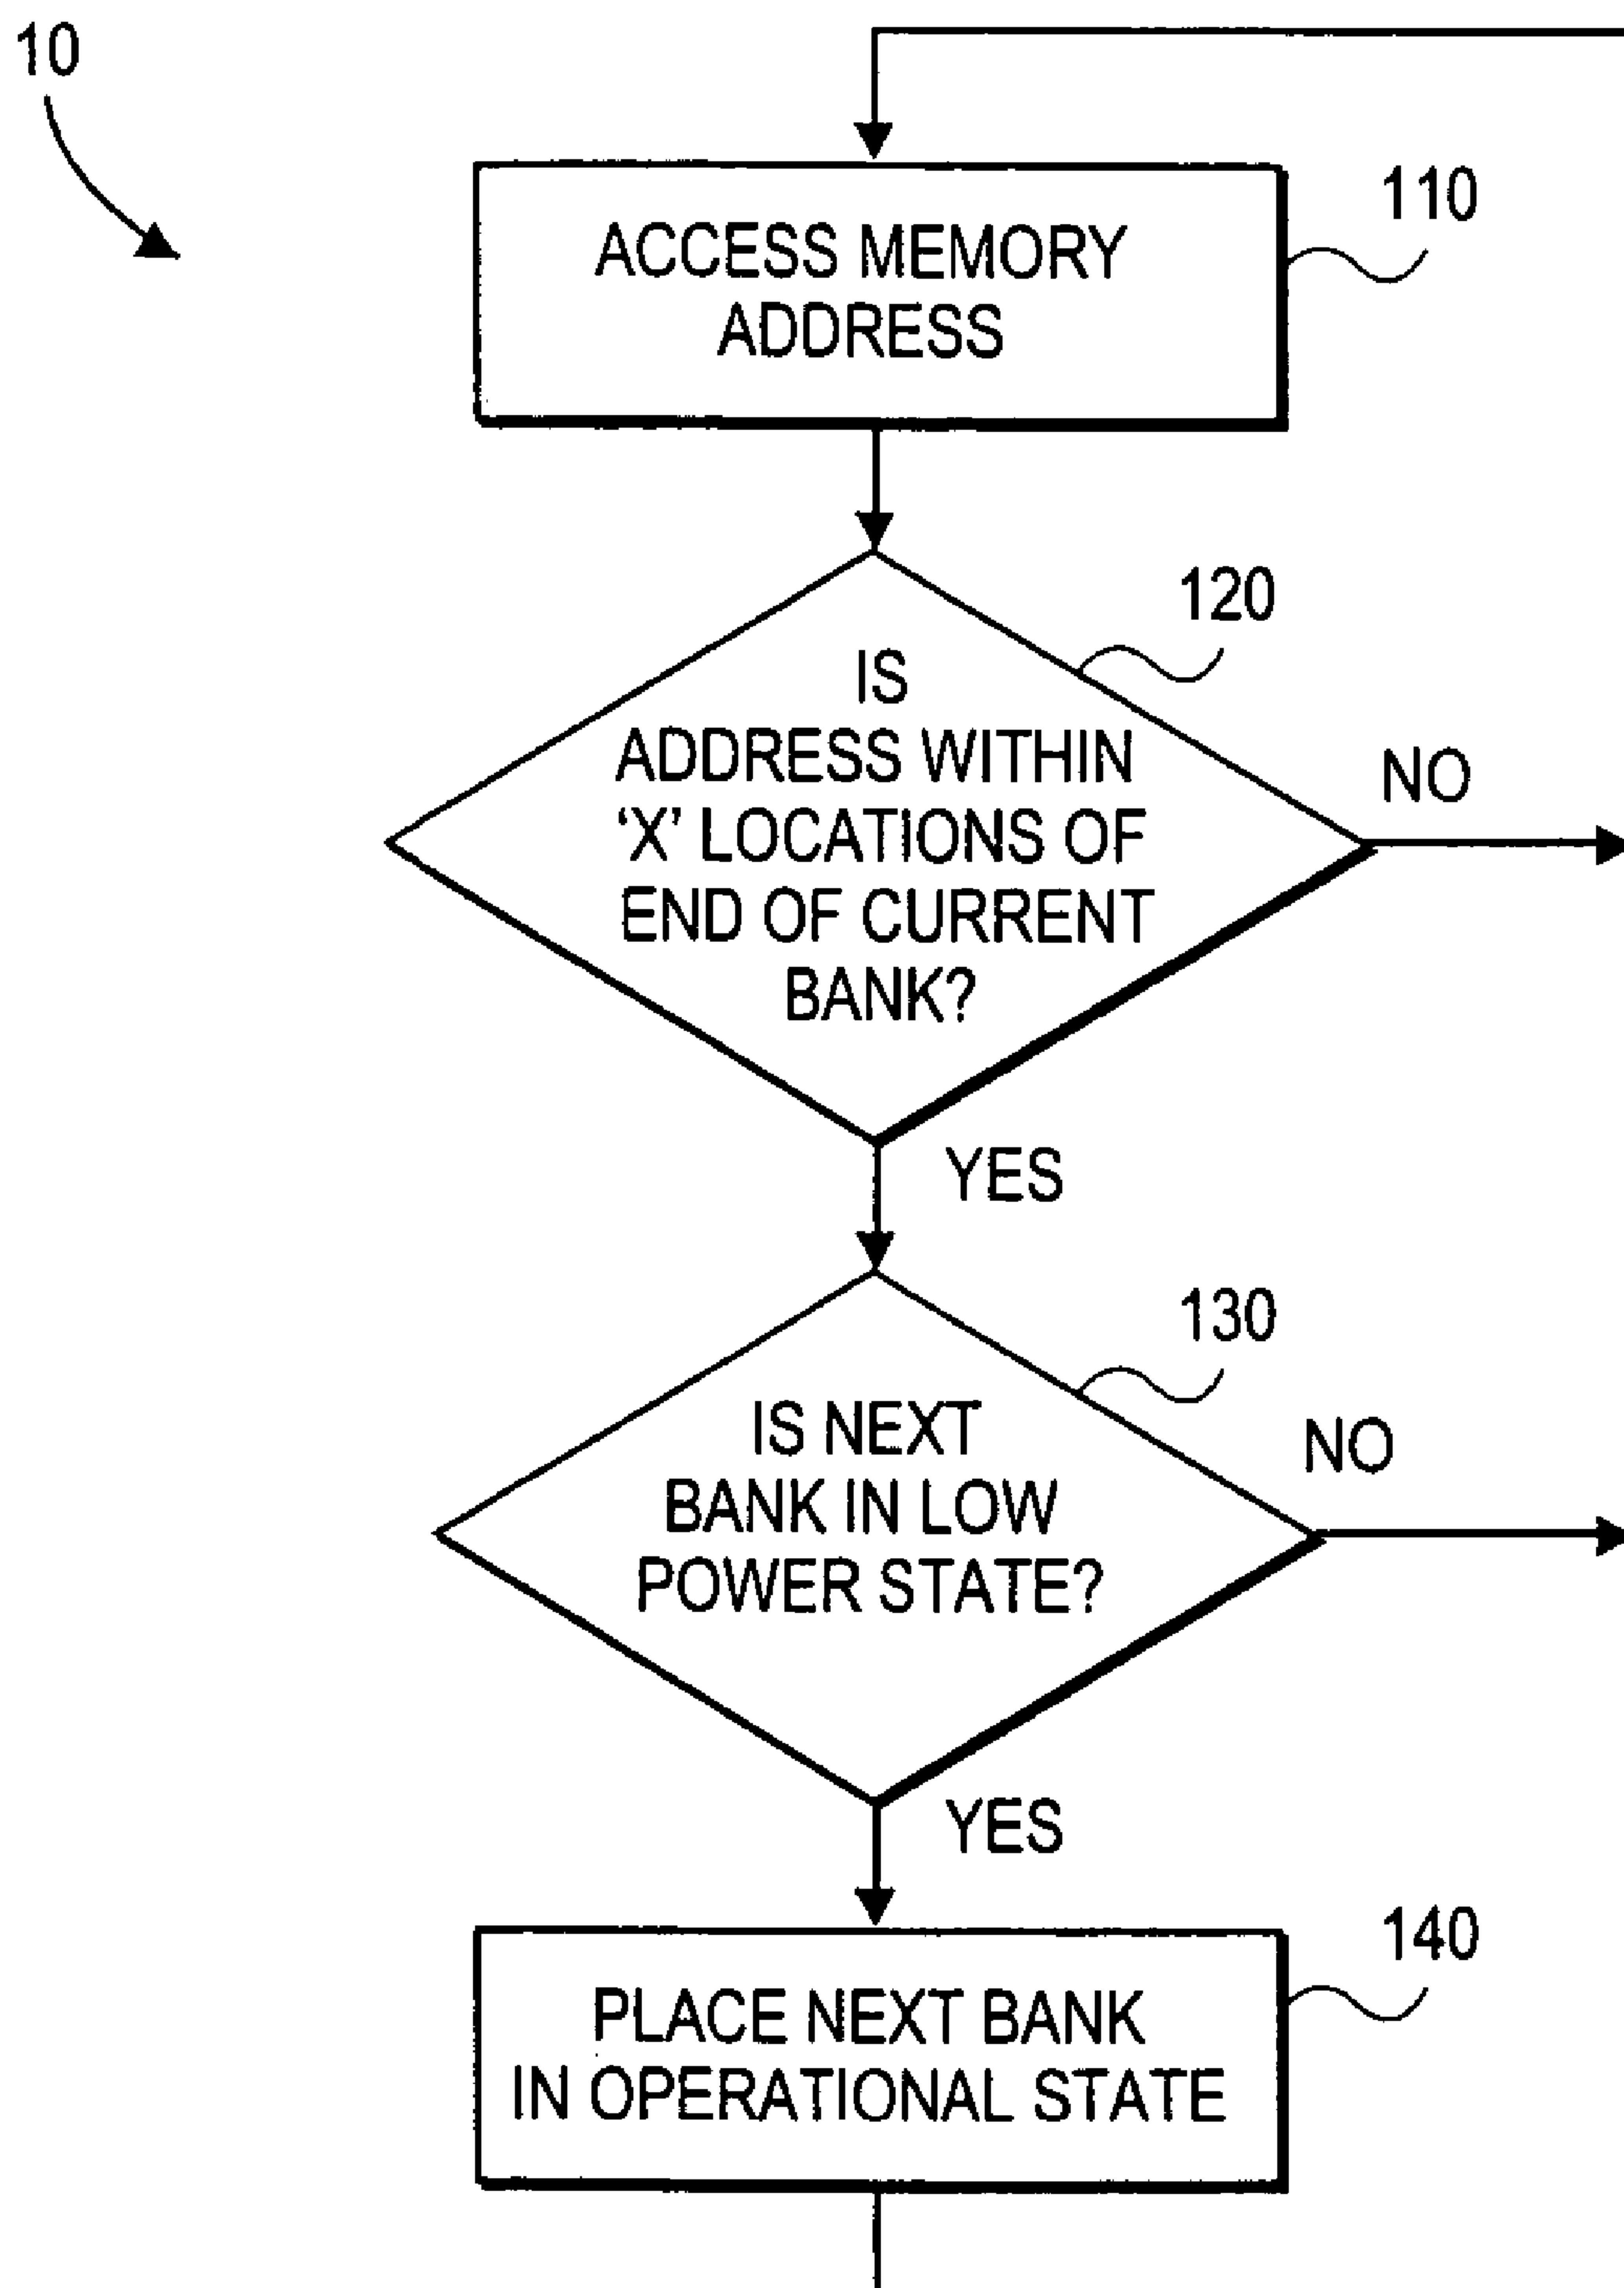 10
110
ACCESS MEMORY
ADDRESS
120
IS
ADDRESS WITHIN
'X' LOCATIONS OF
END OF CURRENT
BANK?
NO
YES
130
IS NEXT
BANK IN LOW
POWER STATE?
NO
YES
140
PLACE NEXT BANK
IN OPERATIONAL STATE